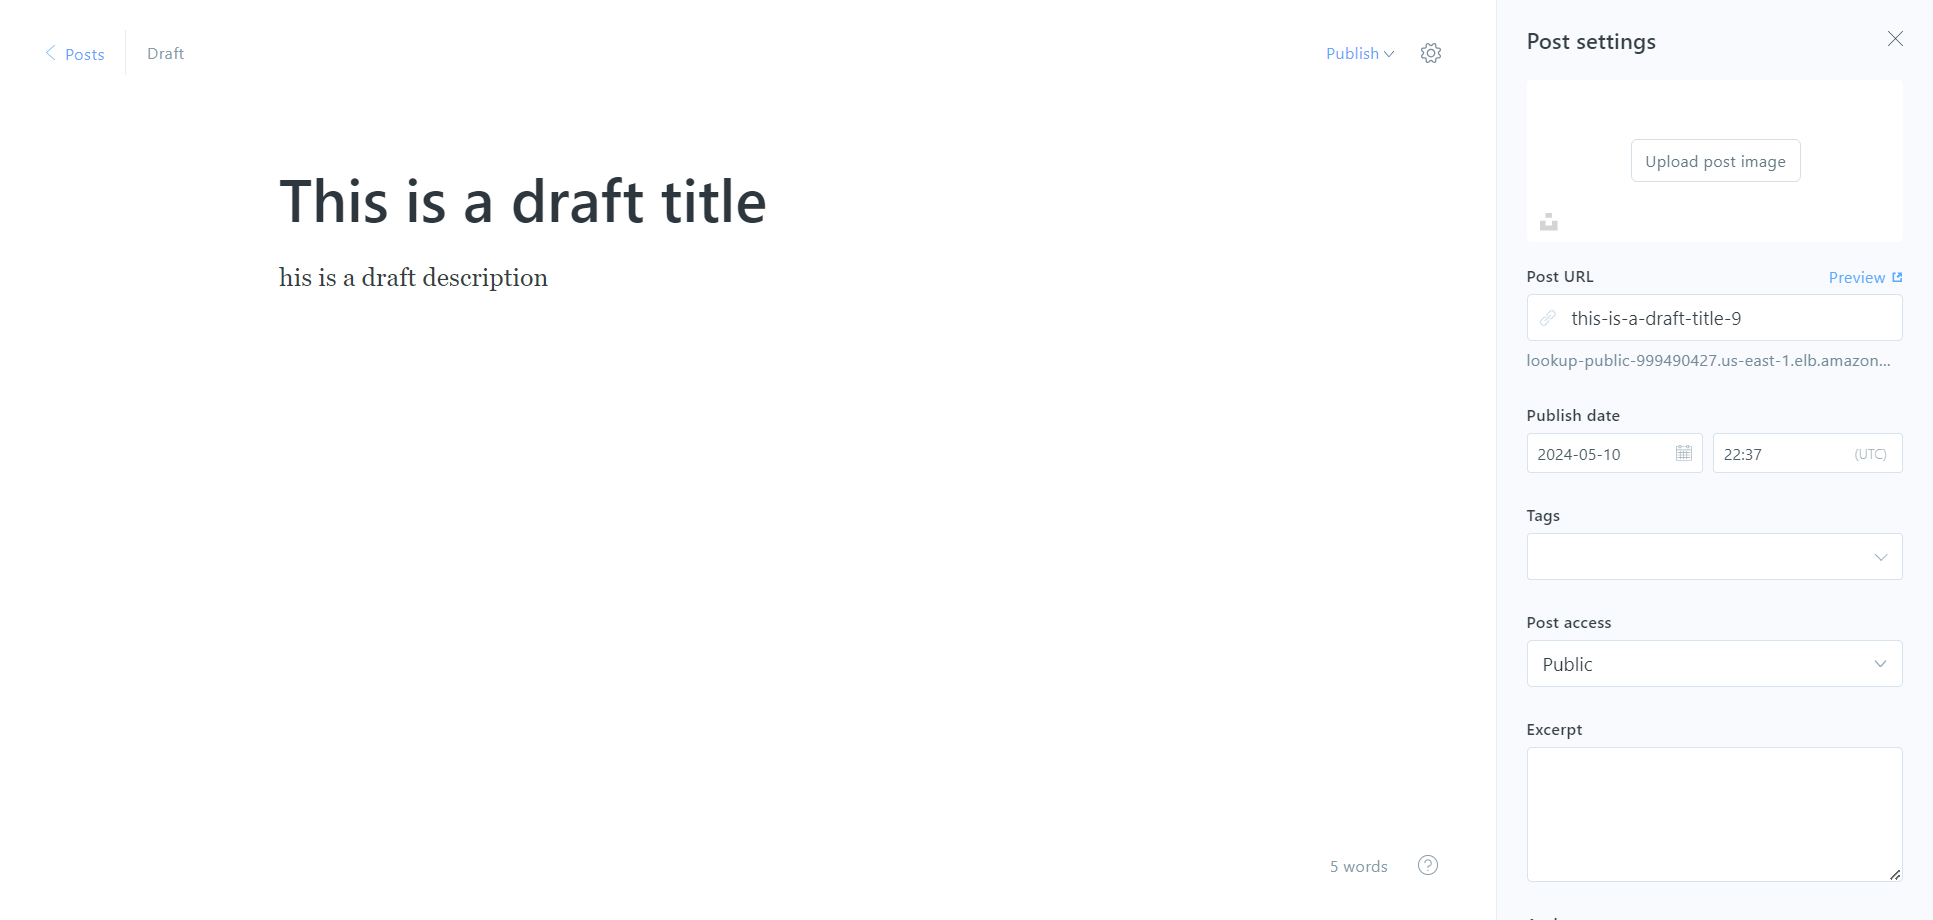 Posts
Draft
Publish
This is a draft title
his is a draft description
5 words
Post settings
Upload post image
Post URL
Preview
this-is-a-draft-title-9
lookup-public-999490427.us-east-1.elb.amazon...
Publish date
2024-05-10
22:37
(UTC)
Tags
Post access
Public
Excerpt